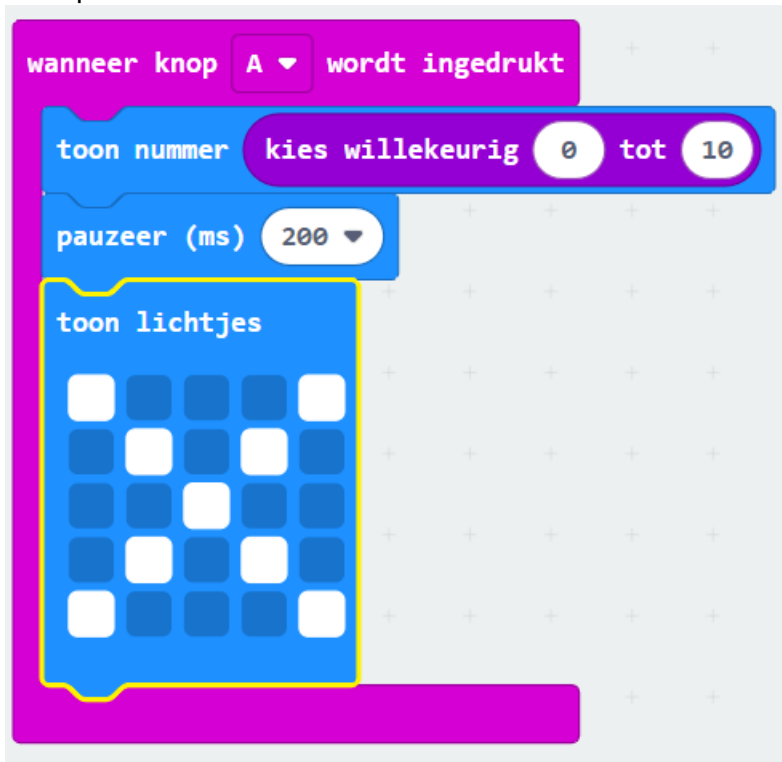 wanneer knop A wordt ingedrukt
toon nummer kies willekeurig 0 tot 10
pauzeer (ms) 200
toon lichtjes